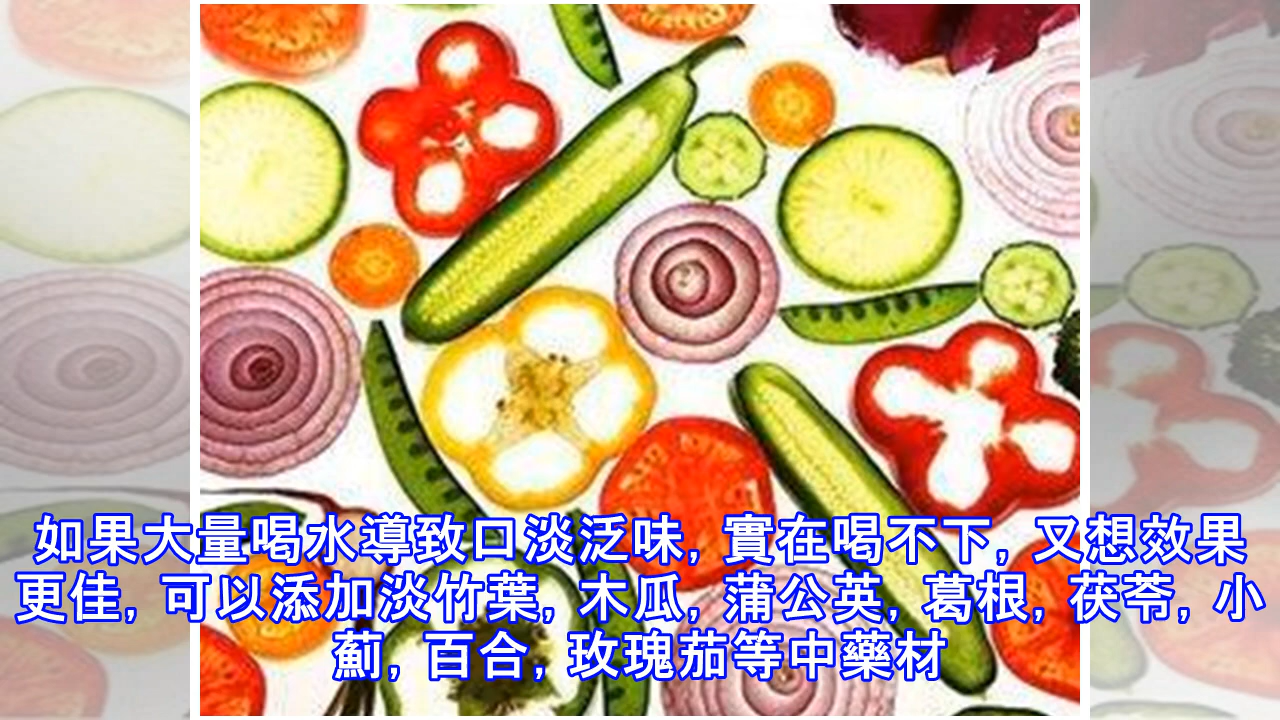 如果大量喝水導致口淡泛味, 實在喝不下, 又想效果
更佳, 可以添加淡竹葉, 木瓜, 蒲公英, 葛根, 茯苓, 小
薊, 百合, 玫瑰茄等中藥材